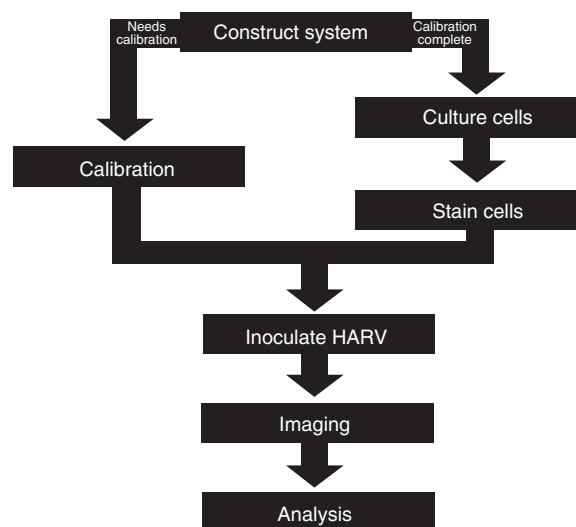 Needs
calibration
Construct system
Calibration
complete
Culture cells
Calibration
Stain cells
Inoculate HARV
Imaging
Analysis